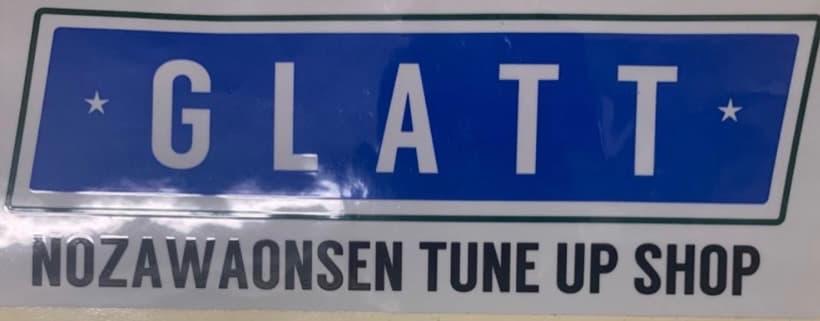 GLATT
NOZAWAONSEN TUNE UP SHOP